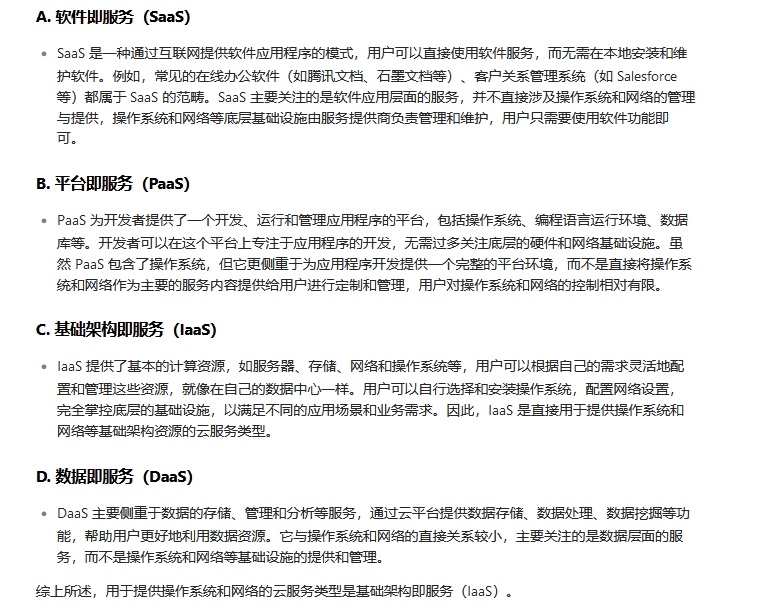 A. 软件即服务（SaaS）
• SaaS 是一种通过互联网提供软件应用程序的模式，用户可以直接使用软件服务，而无需在本地安装和维
护软件。例如，常见的在线办公软件（如腾讯文档、石墨文档等）、客户关系管理系统（如 Salesforce
等）都属于 SaaS 的范畴。SaaS 主要关注的是软件应用层面的服务，并不直接涉及操作系统和网络的管理
与提供，操作系统和网络等底层基础设施由服务提供商负责管理和维护，用户只需要使用软件功能即
可。
B. 平台即服务（PaaS）
• PaaS 为开发者提供了一个开发、运行和管理应用程序的平台，包括操作系统、编程语言运行环境、数据
库等。开发者可以在这个平台上专注于应用程序的开发，无需过多关注底层的硬件和网络基础设施。虽
然 PaaS 包含了操作系统，但它更侧重于为应用程序开发提供一个完整的平台环境，而不是直接将操作系
统和网络作为主要的服务内容提供给用户进行定制和管理，用户对操作系统和网络的控制相对有限。
C. 基础架构即服务（IaaS）
• IaaS 提供了基本的计算资源，如服务器、存储、网络和操作系统等，用户可以根据自己的需求灵活地配
置和管理这些资源，就像在自己的数据中心一样。用户可以自行选择和安装操作系统，配置网络设置，
完全掌控底层的基础设施，以满足不同的应用场景和业务需求。因此，IaaS 是直接用于提供操作系统和
网络等基础架构资源的云服务类型。
D. 数据即服务（DaaS）
• DaaS 主要侧重于数据的存储、管理和分析等服务，通过云平台提供数据存储、数据处理、数据挖掘等功
能，帮助用户更好地利用数据资源。它与操作系统和网络的直接关系较小，主要关注的是数据层面的服
务，而不是操作系统和网络等基础设施的提供和管理。
综上所述，用于提供操作系统和网络的云服务类型是基础架构即服务（IaaS）。